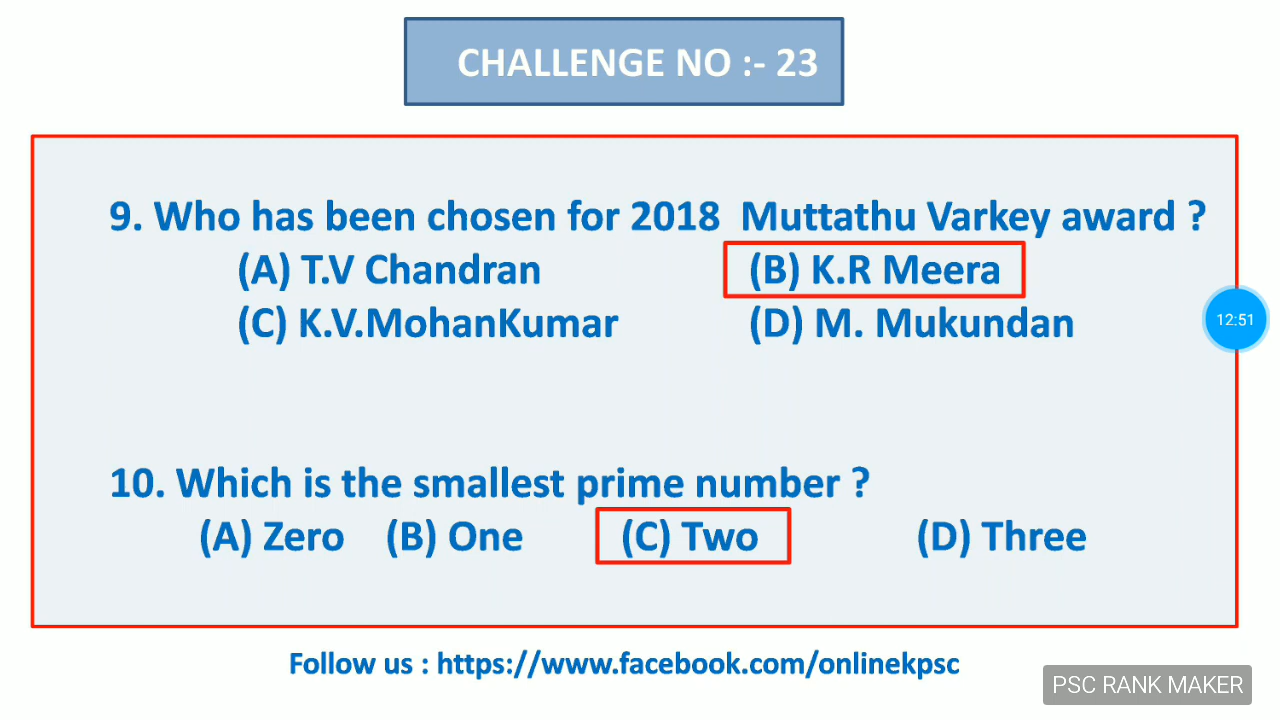 CHALLENGE NO :- 23
9. Who has been chosen for 2018 Muttathu Varkey award ?
(A) T.V Chandran (B) K.R Meera
(C) K.V.MohanKumar (D) M. Mukundan
12:51
10. Which is the smallest prime number ?
(A) Zero (B) One (C) Two (D) Three
Follow us : https://www.facebook.com/onlinekpsc
PSC RANK MAKER